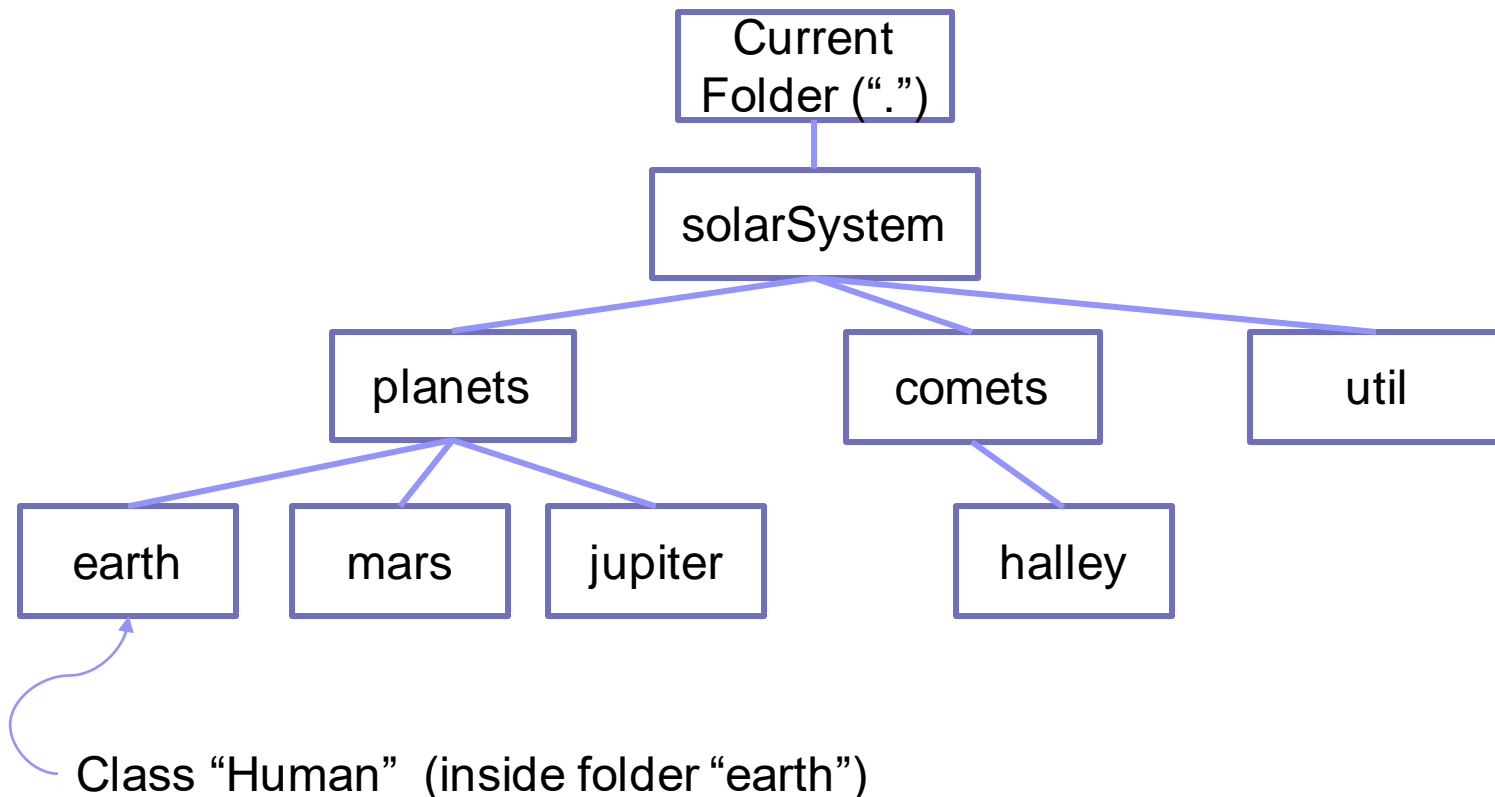 Current
Folder (“.”)
solarSystem
planets
comets
util
earth
mars
jupiter
halley
Class “Human”  (inside folder “earth”)